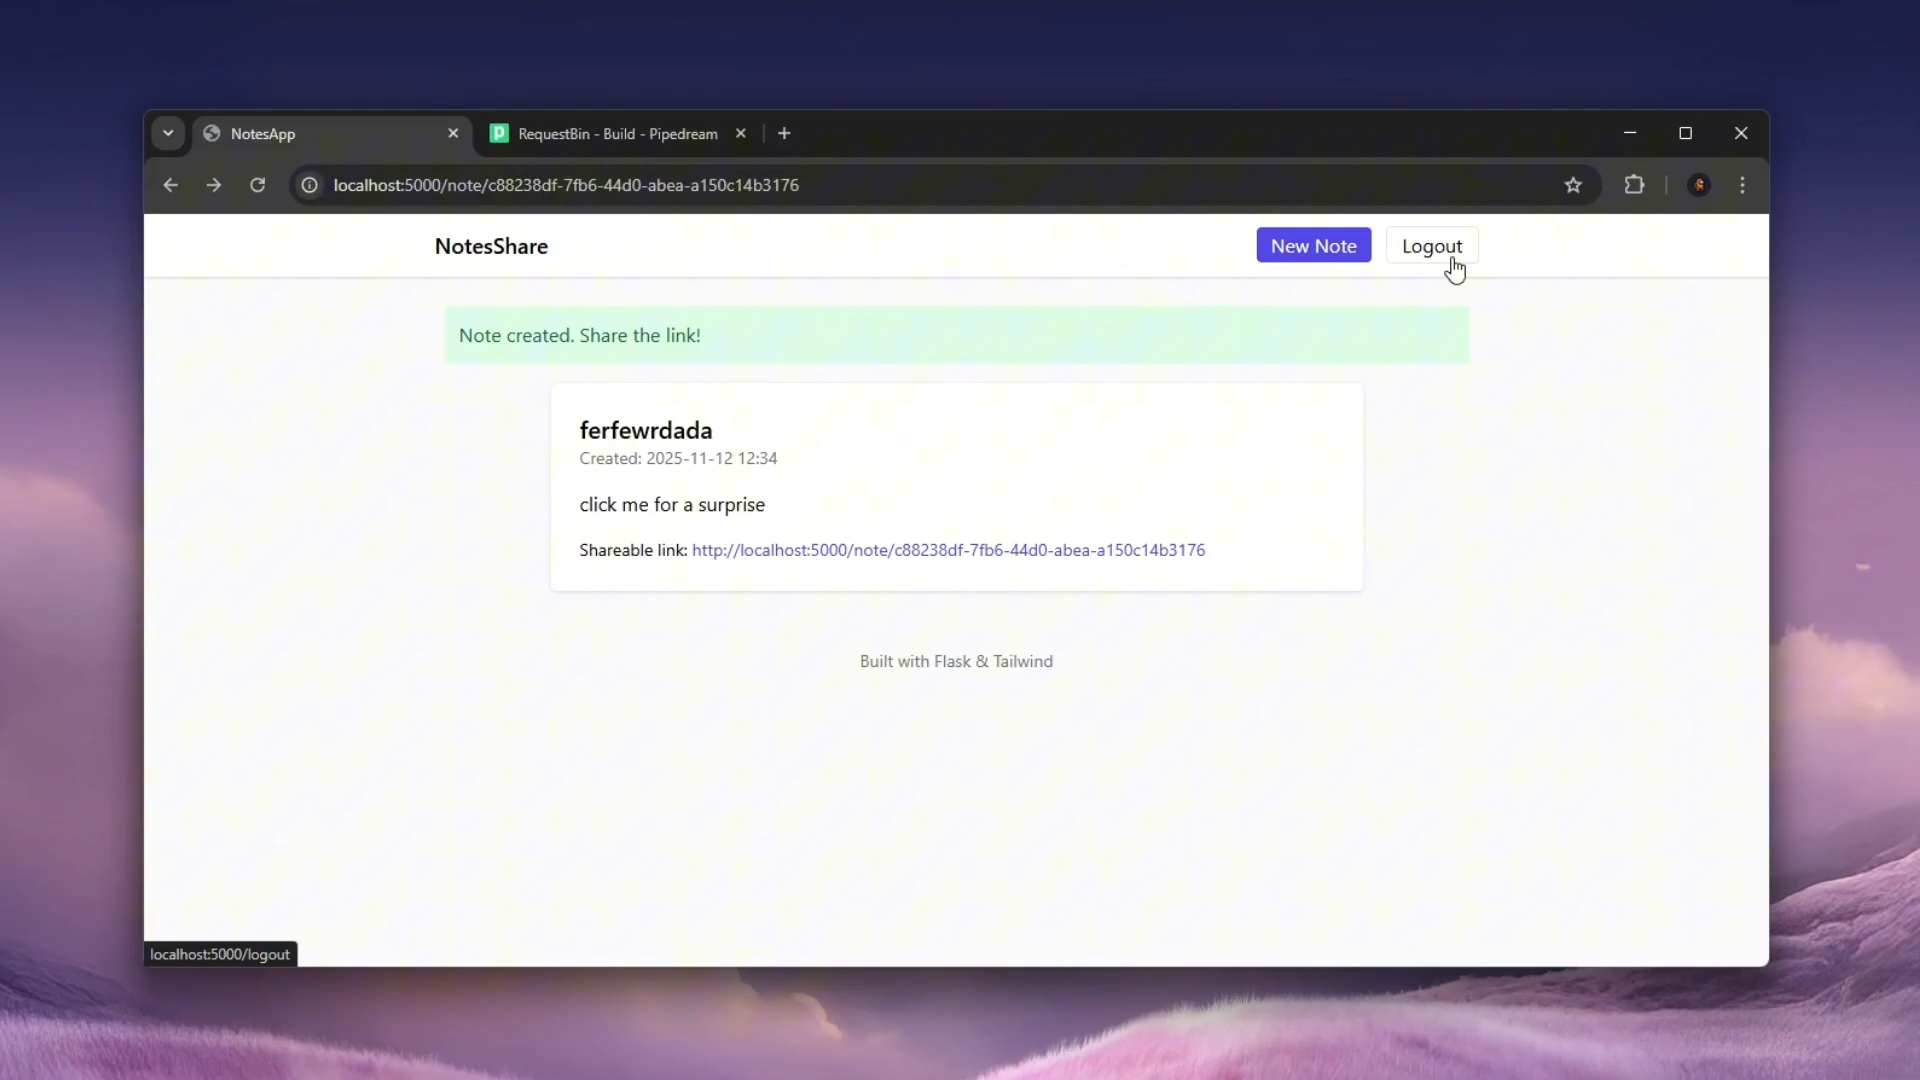 NotesApp
RequestBin - Build - Pipedream
localhost:5000/note/c88238df-7fb6-44d0-abea-a150c14b3176
NotesShare
New Note
Logout
Note created. Share the link!
ferfewrdada
Created: 2025-11-12 12:34
click me for a surprise
Shareable link: http://localhost:5000/note/c88238df-7fb6-44d0-abea-a150c14b3176
Built with Flask & Tailwind
localhost:5000/logout